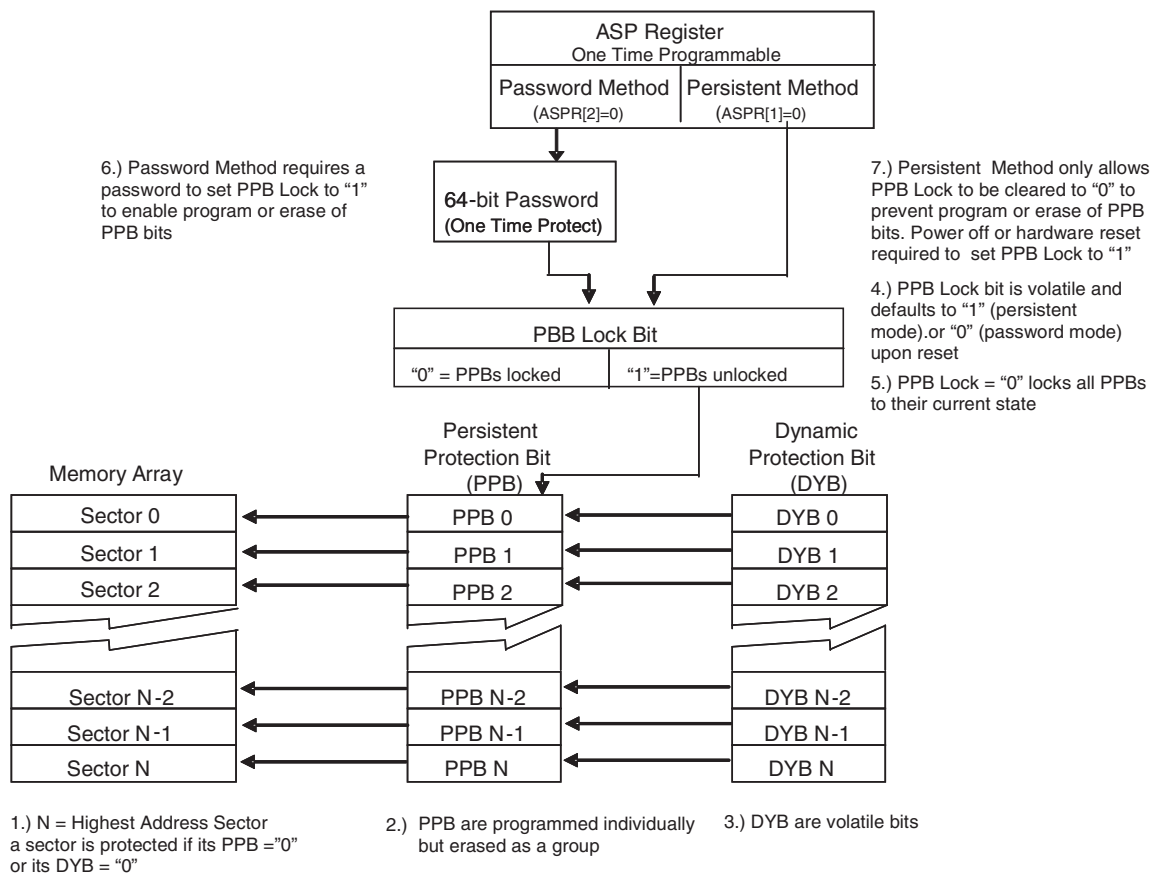 ASP Register
One Time Programmable
Password Method
(ASPR[2]=0)
Persistent Method
(ASPR[1]=0)
6.) Password Method requires a
password to set PPB Lock to “1”
to enable program or erase of
PPB bits
64-bit Password
(One Time Protect)
7.) Persistent Method only allows
PPB Lock to be cleared to “0” to
prevent program or erase of PPB
bits. Power off or hardware reset
required to set PPB Lock to “1”
4.) PPB Lock bit is volatile and
defaults to “1” (persistent
mode).or “0” (password mode)
upon reset
5.) PPB Lock = “0” locks all PPBs
to their current state
PBB Lock Bit
“0” = PPBs locked
“1”=PPBs unlocked
Memory Array
Persistent
Protection Bit
(PPB)
Dynamic
Protection Bit
(DYB)
Sector 0
PPB 0
DYB 0
Sector 1
PPB 1
DYB 1
Sector 2
PPB 2
DYB 2
Sector N-2
PPB N-2
DYB N-2
Sector N-1
PPB N-1
DYB N-1
Sector N
PPB N
DYB N
1.) N = Highest Address Sector
a sector is protected if its PPB =”0”
or its DYB = “0”
2.) PPB are programmed individually
but erased as a group
3.) DYB are volatile bits